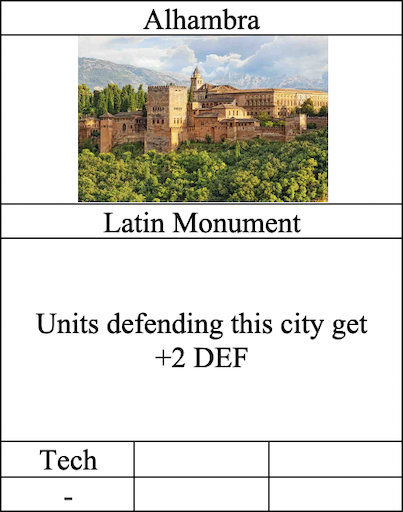 Alhambra
Latin Monument
Units defending this city get
+2 DEF
Tech
-